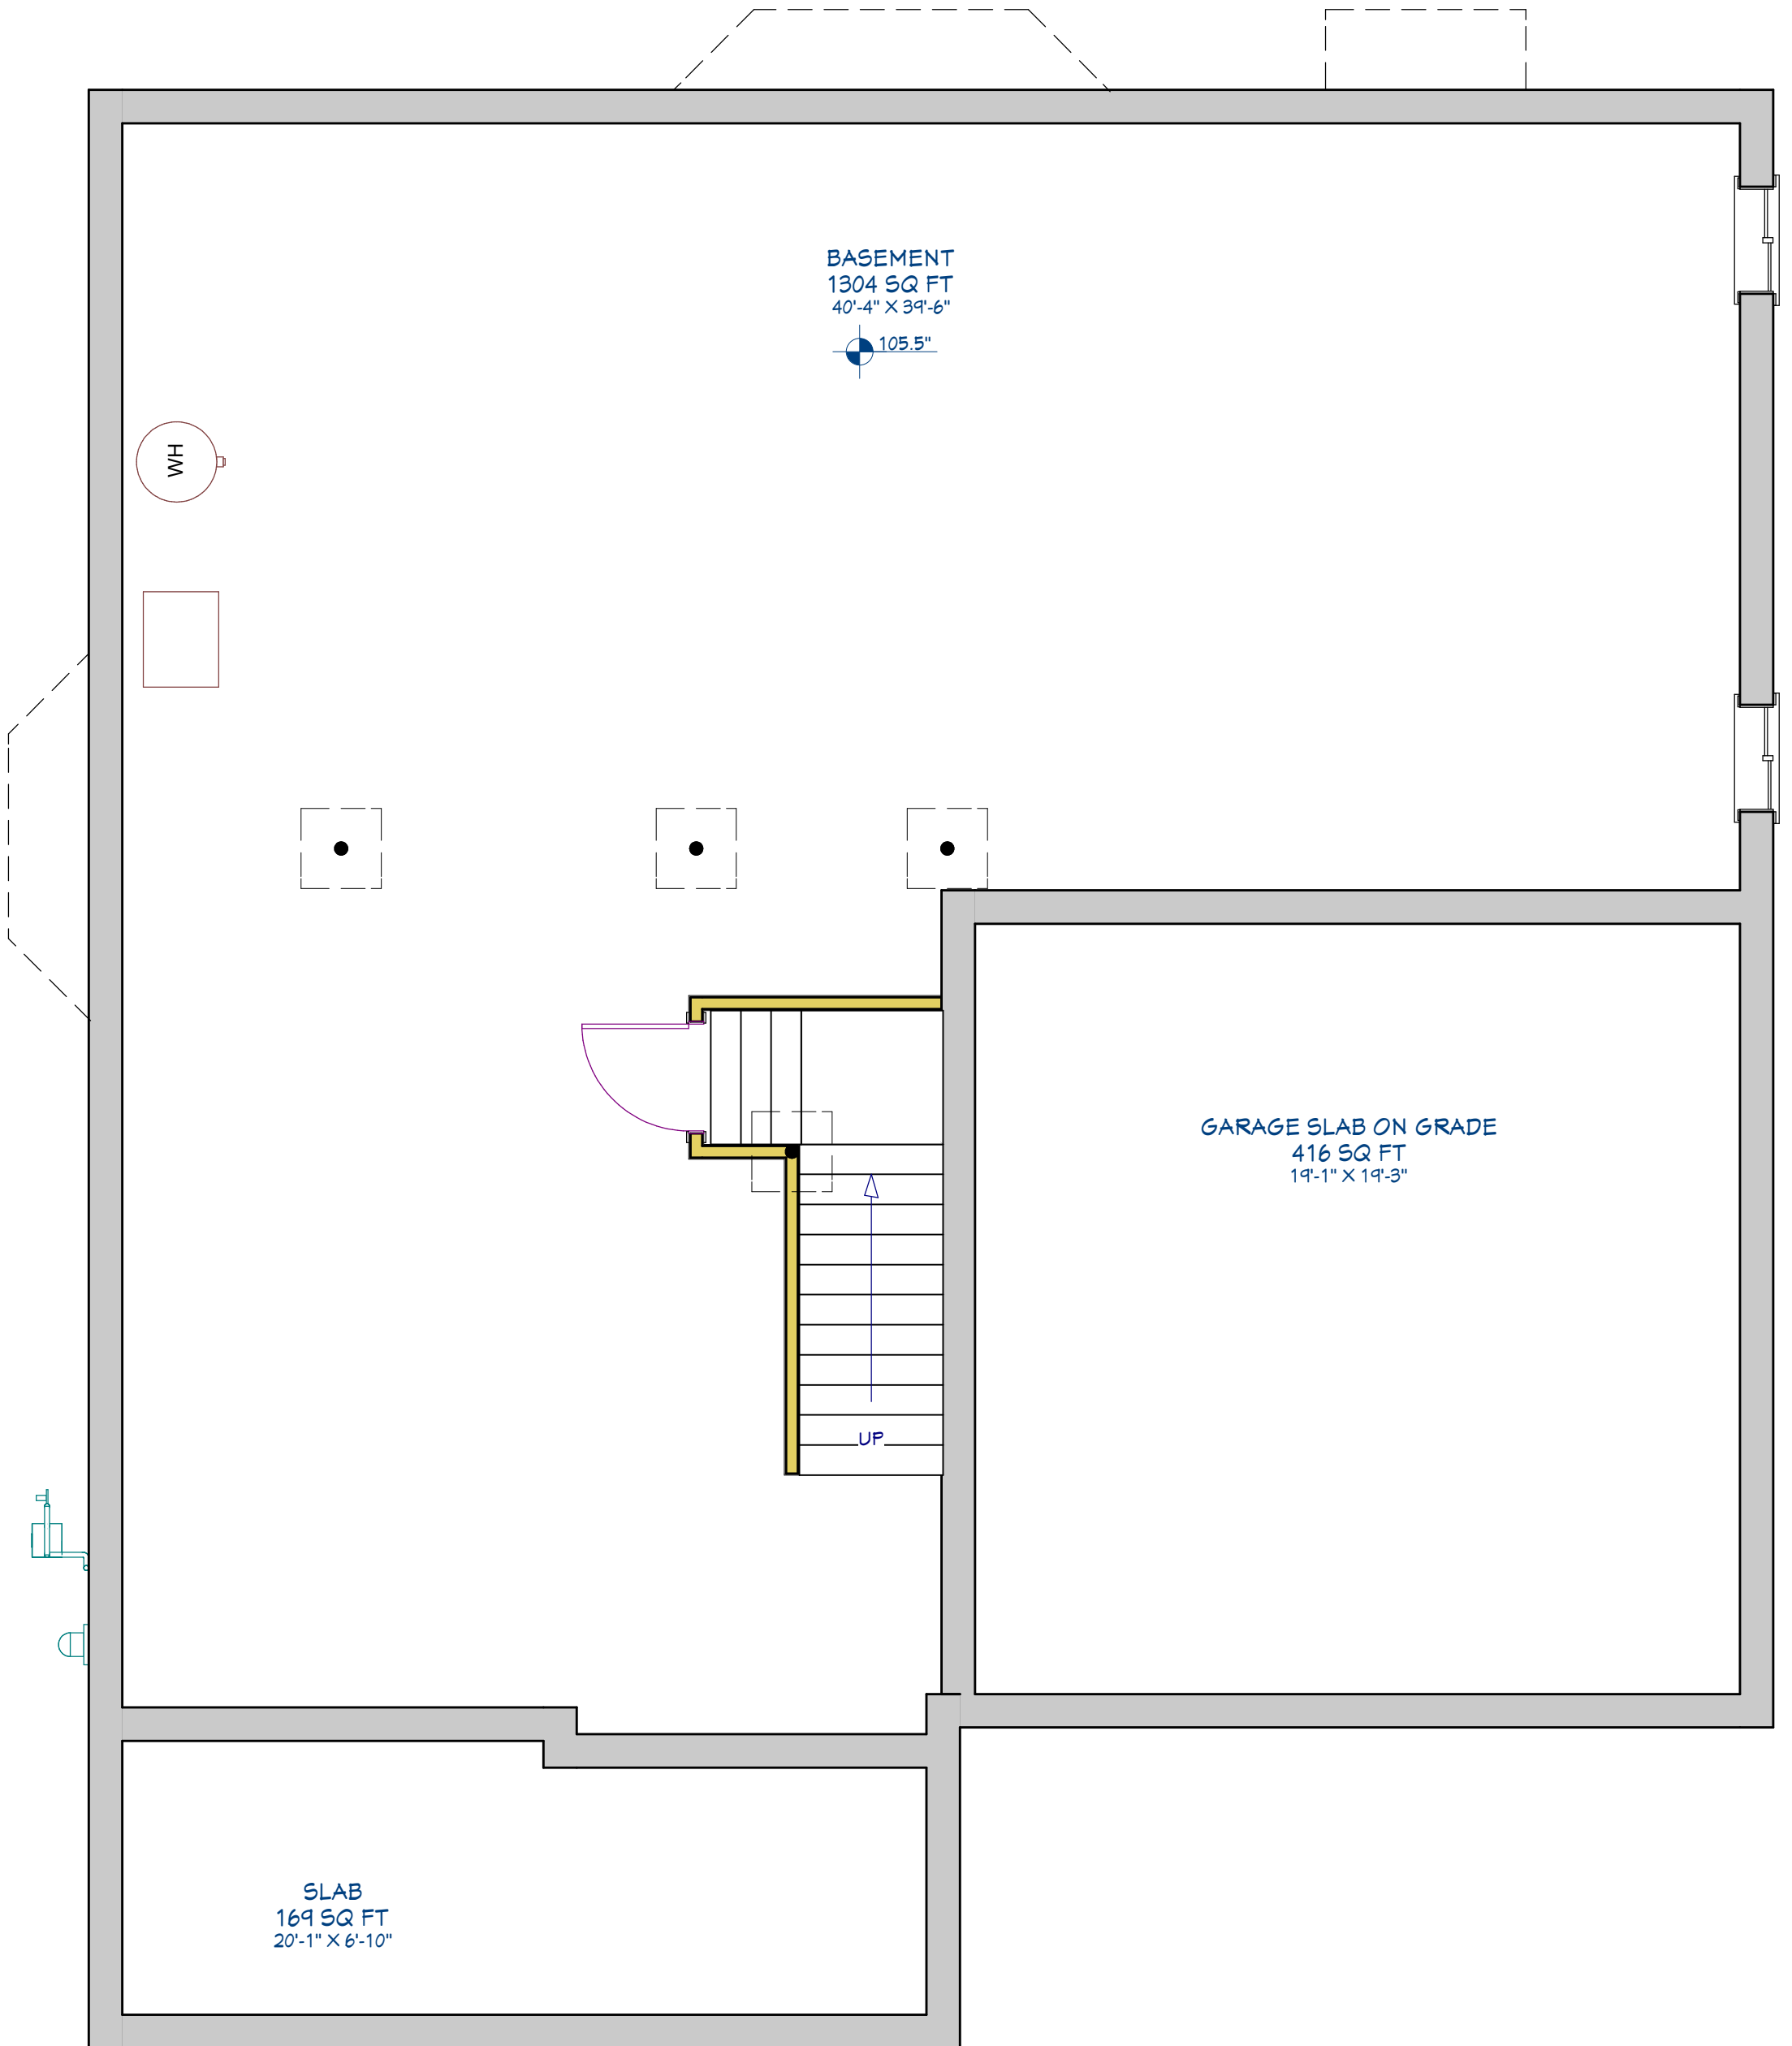 BASEMENT
1304 SQ FT
40'-4" X 39'-6"
105.5"
WH
GARAGE SLAB ON GRADE
416 SQ FT
19'-1" X 19'-3"
UP
SLAB
169 SQ FT
20'-1" X 6'-10"